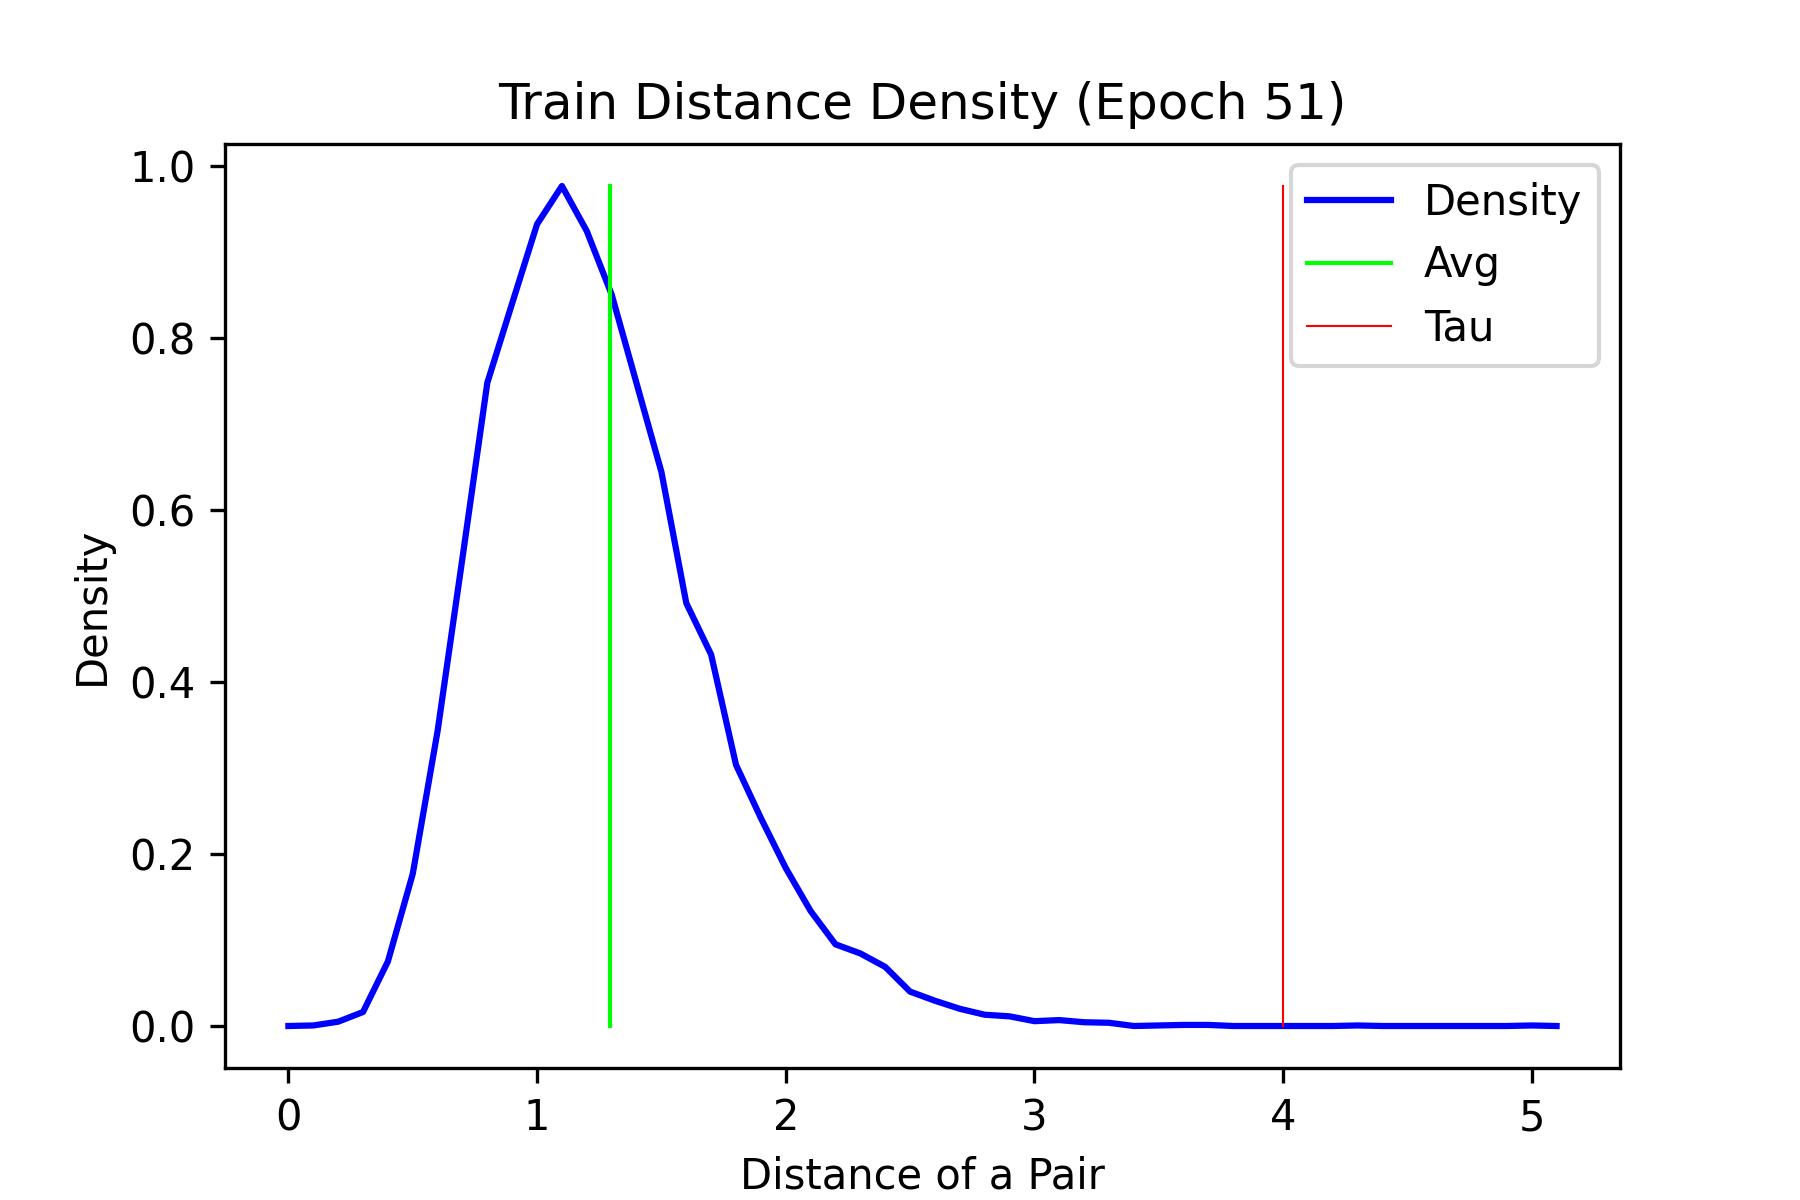 Train Distance Density (Epoch 51)
1.0
0.8
0.6
0.4
0.2
0.0
Density
Density
Avg
Tau
0 1 2 3 4 5
Distance of a Pair